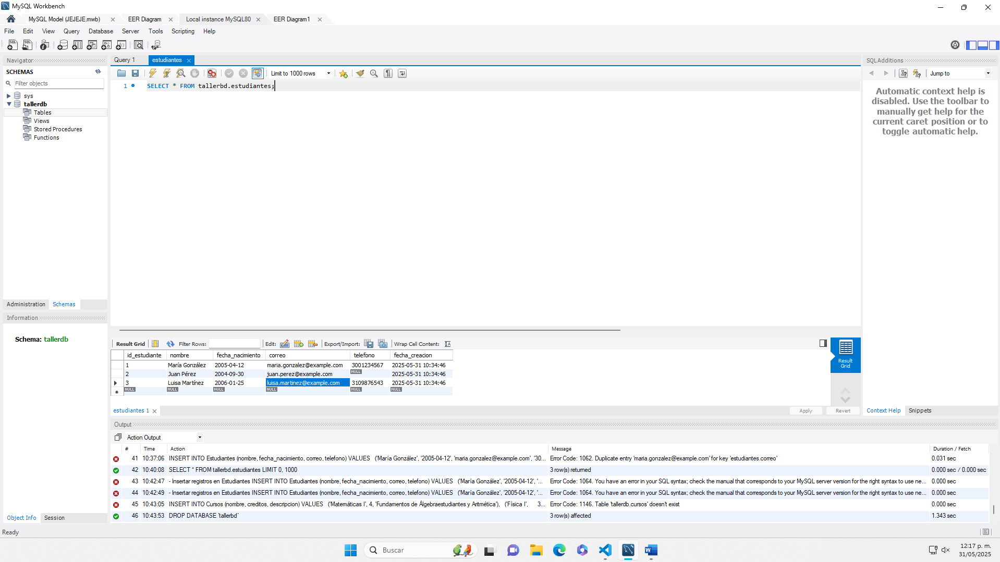 MySQL Workbench
MySQL Model (JEJEJE.mwb)
EER Diagram
Local instance MySQL80
EER Diagram1
File Edit View Query Database Server Tools Scripting Help
Navigator
SCHEMAS
Filter objects
sys
tallerdb
Tables
Views
Stored Procedures
Functions
Administration Schemas
Information
Schema: tallerdb
Object Info Session
Ready
Query 1 estudiantes
Limit to 1000 rows
1 SELECT * FROM tallerbd.estudiantes;
Result Grid Filter Rows: Edit: Export/Import: Wrap Cell Content:
id_estudiante nombre fecha_nacimiento correo telefono fecha_creacion
1 María González 2005-04-12 maria.gonzalez@example.com 3001234567 2025-05-31 10:34:46
2 Juan Pérez 2004-09-30 juan.perez@example.com NULL 2025-05-31 10:34:46
3 Luisa Martínez 2006-01-25 luisa.martinez@example.com 3109876543 2025-05-31 10:34:46
NULL NULL NULL NULL NULL NULL
Result Grid
estudiantes 1
Apply Revert
SQLAdditions
Jump to
Automatic context help is
disabled. Use the toolbar to
manually get help for the
current caret position or to
toggle automatic help.
Context Help Snippets
Output
Action Output
# Time Action Message Duration / Fetch
41 10:37:06 INSERT INTO Estudiantes (nombre, fecha_nacimiento, correo, telefono) VALUES ('María González', '2005-04-12', 'maria.gonzalez@example.com', '30... Error Code: 1062. Duplicate entry 'maria.gonzalez@example.com' for key 'estudiantes.correo' 0.031 sec
42 10:40:08 SELECT * FROM tallerbd.estudiantes LIMIT 0, 1000 3 row(s) returned 0.000 sec / 0.000 sec
43 10:42:47 - Insertar registros en Estudiantes INSERT INTO Estudiantes (nombre, fecha_nacimiento, correo, telefono) VALUES ('María González', '2005-04-12', '... Error Code: 1064. You have an error in your SQL syntax; check the manual that corresponds to your MySQL server version for the right syntax to use ne... 0.000 sec
44 10:42:49 - Insertar registros en Estudiantes INSERT INTO Estudiantes (nombre, fecha_nacimiento, correo, telefono) VALUES ('María González', '2005-04-12', '... Error Code: 1064. You have an error in your SQL syntax; check the manual that corresponds to your MySQL server version for the right syntax to use ne... 0.000 sec
45 10:43:05 INSERT INTO Cursos (nombre, creditos, descripcion) VALUES ('Matemáticas I', 4, 'Fundamentos de Álgebraestudiantes y Aritmética'), ('Física I', 3... Error Code: 1146. Table 'tallerdb.cursos' doesn't exist 0.000 sec
46 10:43:53 DROP DATABASE `tallerbd` 3 row(s) affected 1.343 sec
Buscar
12:17 p. m.
31/05/2025